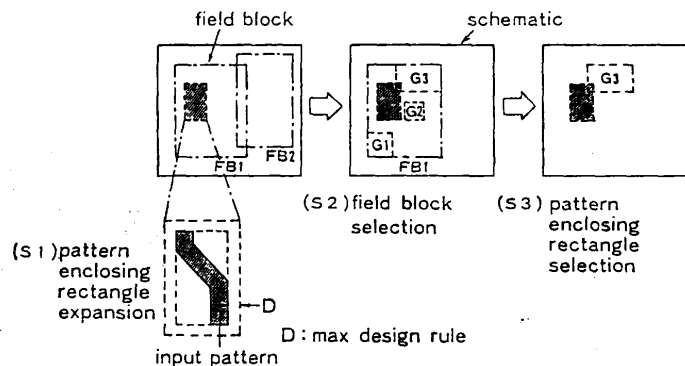 field block
schematic
G3
G3
G2
G1
FB2
FB1
FB1
(S2) field block
selection
(S3) pattern
enclosing
rectangle
selection
(S1) pattern
enclosing
rectangle
expansion
D
D : max design rule
input pattern